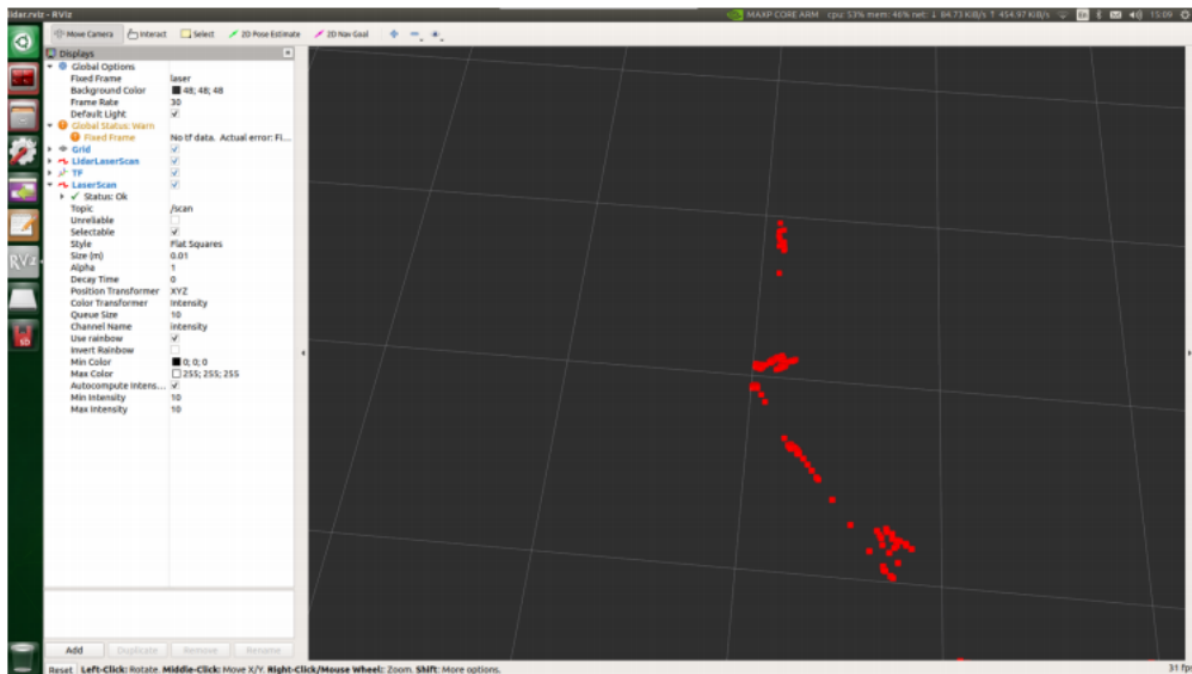 lidar.rviz - RViz
MAXP CORE ARM cpu: 53% mem: 46% net: ↓ 84.73 KiB/s ↑ 454.97 KiB/s
En
15:09
Move Camera Interact Select 2D Pose Estimate 2D Nav Goal
Displays
Global Options
Fixed Frame laser
Background Color 48; 48; 48
Frame Rate 30
Default Light
Global Status: Warn
Fixed Frame No tf data. Actual error: Fi...
Grid
LidarLaserScan
TF
LaserScan
Status: Ok
Topic /scan
Unreliable
Selectable
Style Flat Squares
Size (m) 0.01
Alpha 1
Decay Time 0
Position Transformer XYZ
Color Transformer Intensity
Queue Size 10
Channel Name intensity
Use rainbow
Invert Rainbow
Min Color 0; 0; 0
Max Color 255; 255; 255
Autocompute Intens...
Min Intensity 10
Max Intensity 10
RViz
SD
Add Duplicate Remove Rename
Reset Left-Click: Rotate. Middle-Click: Move X/Y. Right-Click/Mouse Wheel: Zoom. Shift: More options.
31 fps